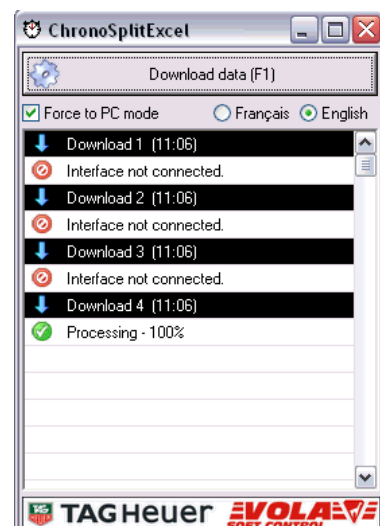 ChronoSplitExcel
Download data (F1)
Force to PC mode Français English
Download 1 (11:06)
Interface not connected.
Download 2 (11:06)
Interface not connected.
Download 3 (11:06)
Interface not connected.
Download 4 (11:06)
Processing - 100%
TAGHeuer VOLA
SOFT CONTROL